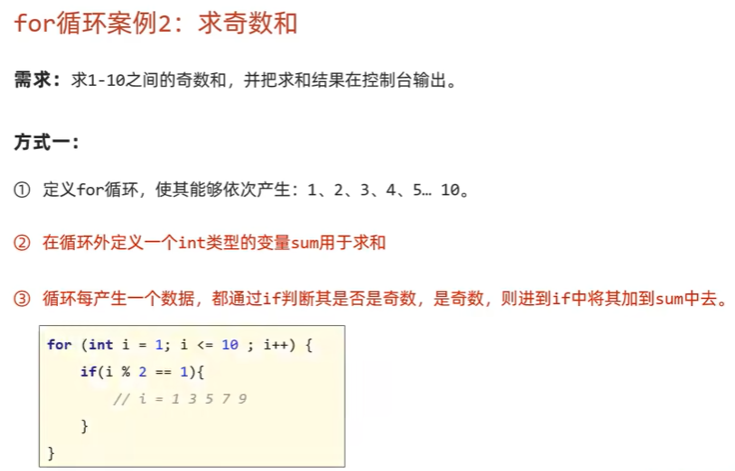 for循环案例2：求奇数和
需求：求1-10之间的奇数和，并把求和结果在控制台输出。
方式一：
① 定义for循环，使其能够依次产生：1、2、3、4、5… 10。
② 在循环外定义一个int类型的变量sum用于求和
③ 循环每产生一个数据，都通过if判断其是否是奇数，是奇数，则进到if中将其加到sum中去。
for (int i = 1; i <= 10 ; i++) {
    if(i % 2 == 1){
        // i = 1 3 5 7 9
    }
}